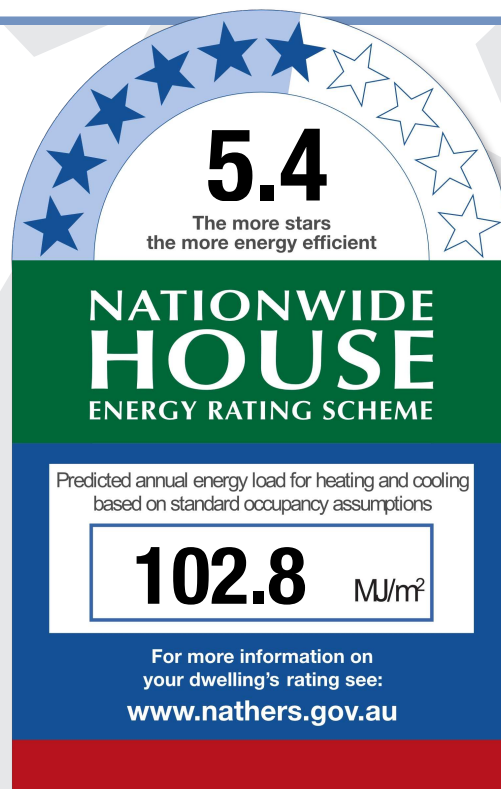 5.4
The more stars
the more energy efficient
NATIONWIDE
HOUSE
ENERGY RATING SCHEME
Predicted annual energy load for heating and cooling
based on standard occupancy assumptions
102.8 MJ/m²
For more information on
your dwelling's rating see:
www.nathers.gov.au